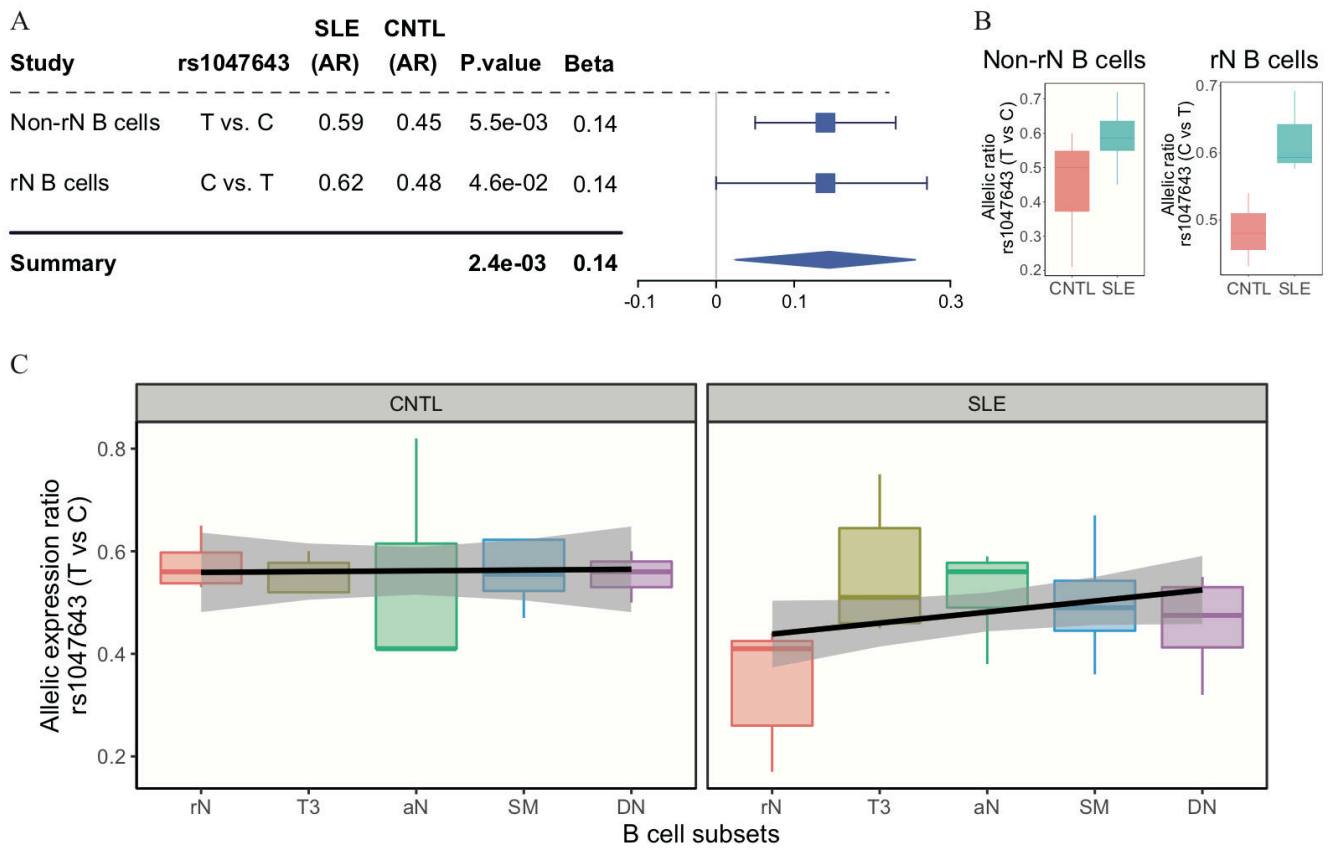 A
SLE CNTL
Study rs1047643 (AR) (AR) P.value Beta
Non-rN B cells T vs. C 0.59 0.45 5.5e-03 0.14
rN B cells C vs. T 0.62 0.48 4.6e-02 0.14
Summary 2.4e-03 0.14
-0.1 0 0.1 0.3
B
Non-rN B cells
Allelic ratio
rs1047643 (T vs C)
0.7
0.6
0.5
0.4
0.3
0.2
CNTL SLE
rN B cells
Allelic ratio
rs1047643 (C vs T)
0.7
0.6
0.5
CNTL SLE
C
CNTL
SLE
Allelic expression ratio
rs1047643 (T vs C)
0.8
0.6
0.4
0.2
rN T3 aN SM DN
rN T3 aN SM DN
B cell subsets